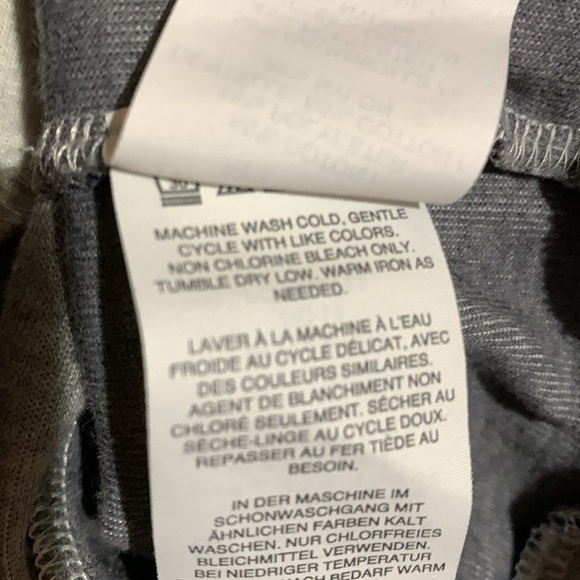 30
MACHINE WASH COLD, GENTLE
CYCLE WITH LIKE COLORS.
NON CHLORINE BLEACH ONLY.
TUMBLE DRY LOW. WARM IRON AS
NEEDED.
LAVER À LA MACHINE À L'EAU
FROIDE AU CYCLE DÉLICAT, AVEC
DES COULEURS SIMILAIRES.
AGENT DE BLANCHIMENT NON
CHLORÉ SEULEMENT. SÉCHER AU
SÈCHE-LINGE AU CYCLE DOUX.
REPASSER AU FER TIÈDE AU
BESOIN.
IN DER MASCHINE IM
SCHONWASCHGANG MIT
ÄHNLICHEN FARBEN KALT
WASCHEN. NUR CHLORFREIES
BLEICHMITTEL VERWENDEN.
BEI NIEDRIGER TEMPERATUR
BEDARF WARM